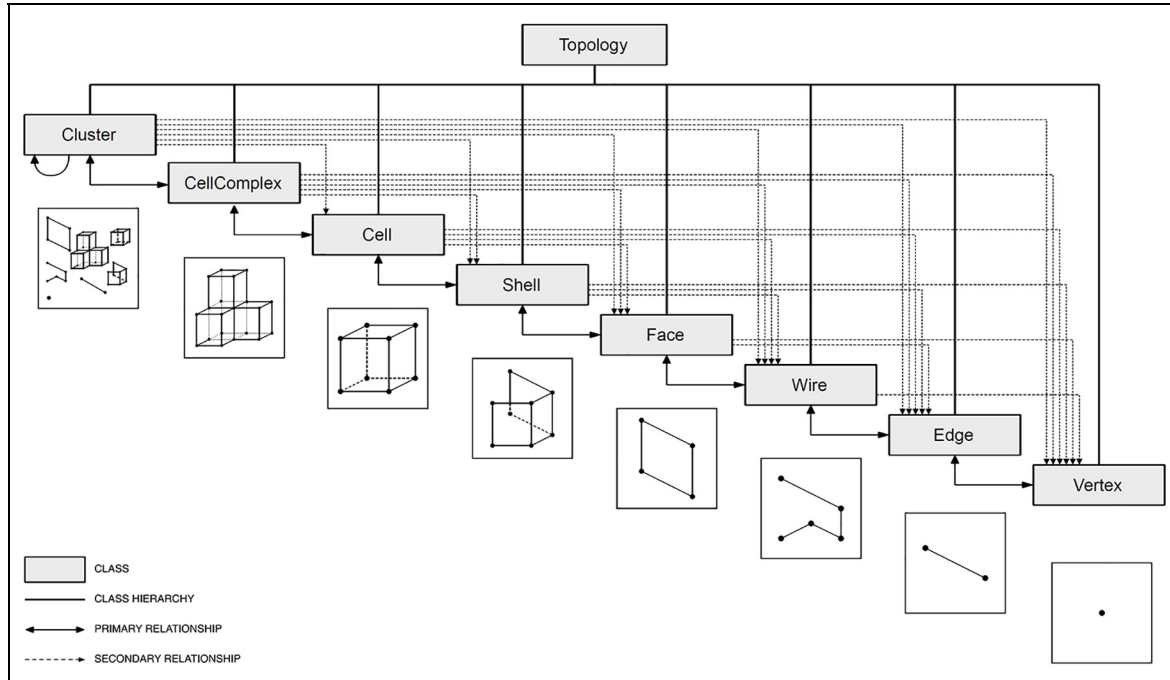 Topology
Cluster
CellComplex
Cell
Shell
Face
Wire
Edge
Vertex
CLASS
CLASS HIERARCHY
PRIMARY RELATIONSHIP
SECONDARY RELATIONSHIP